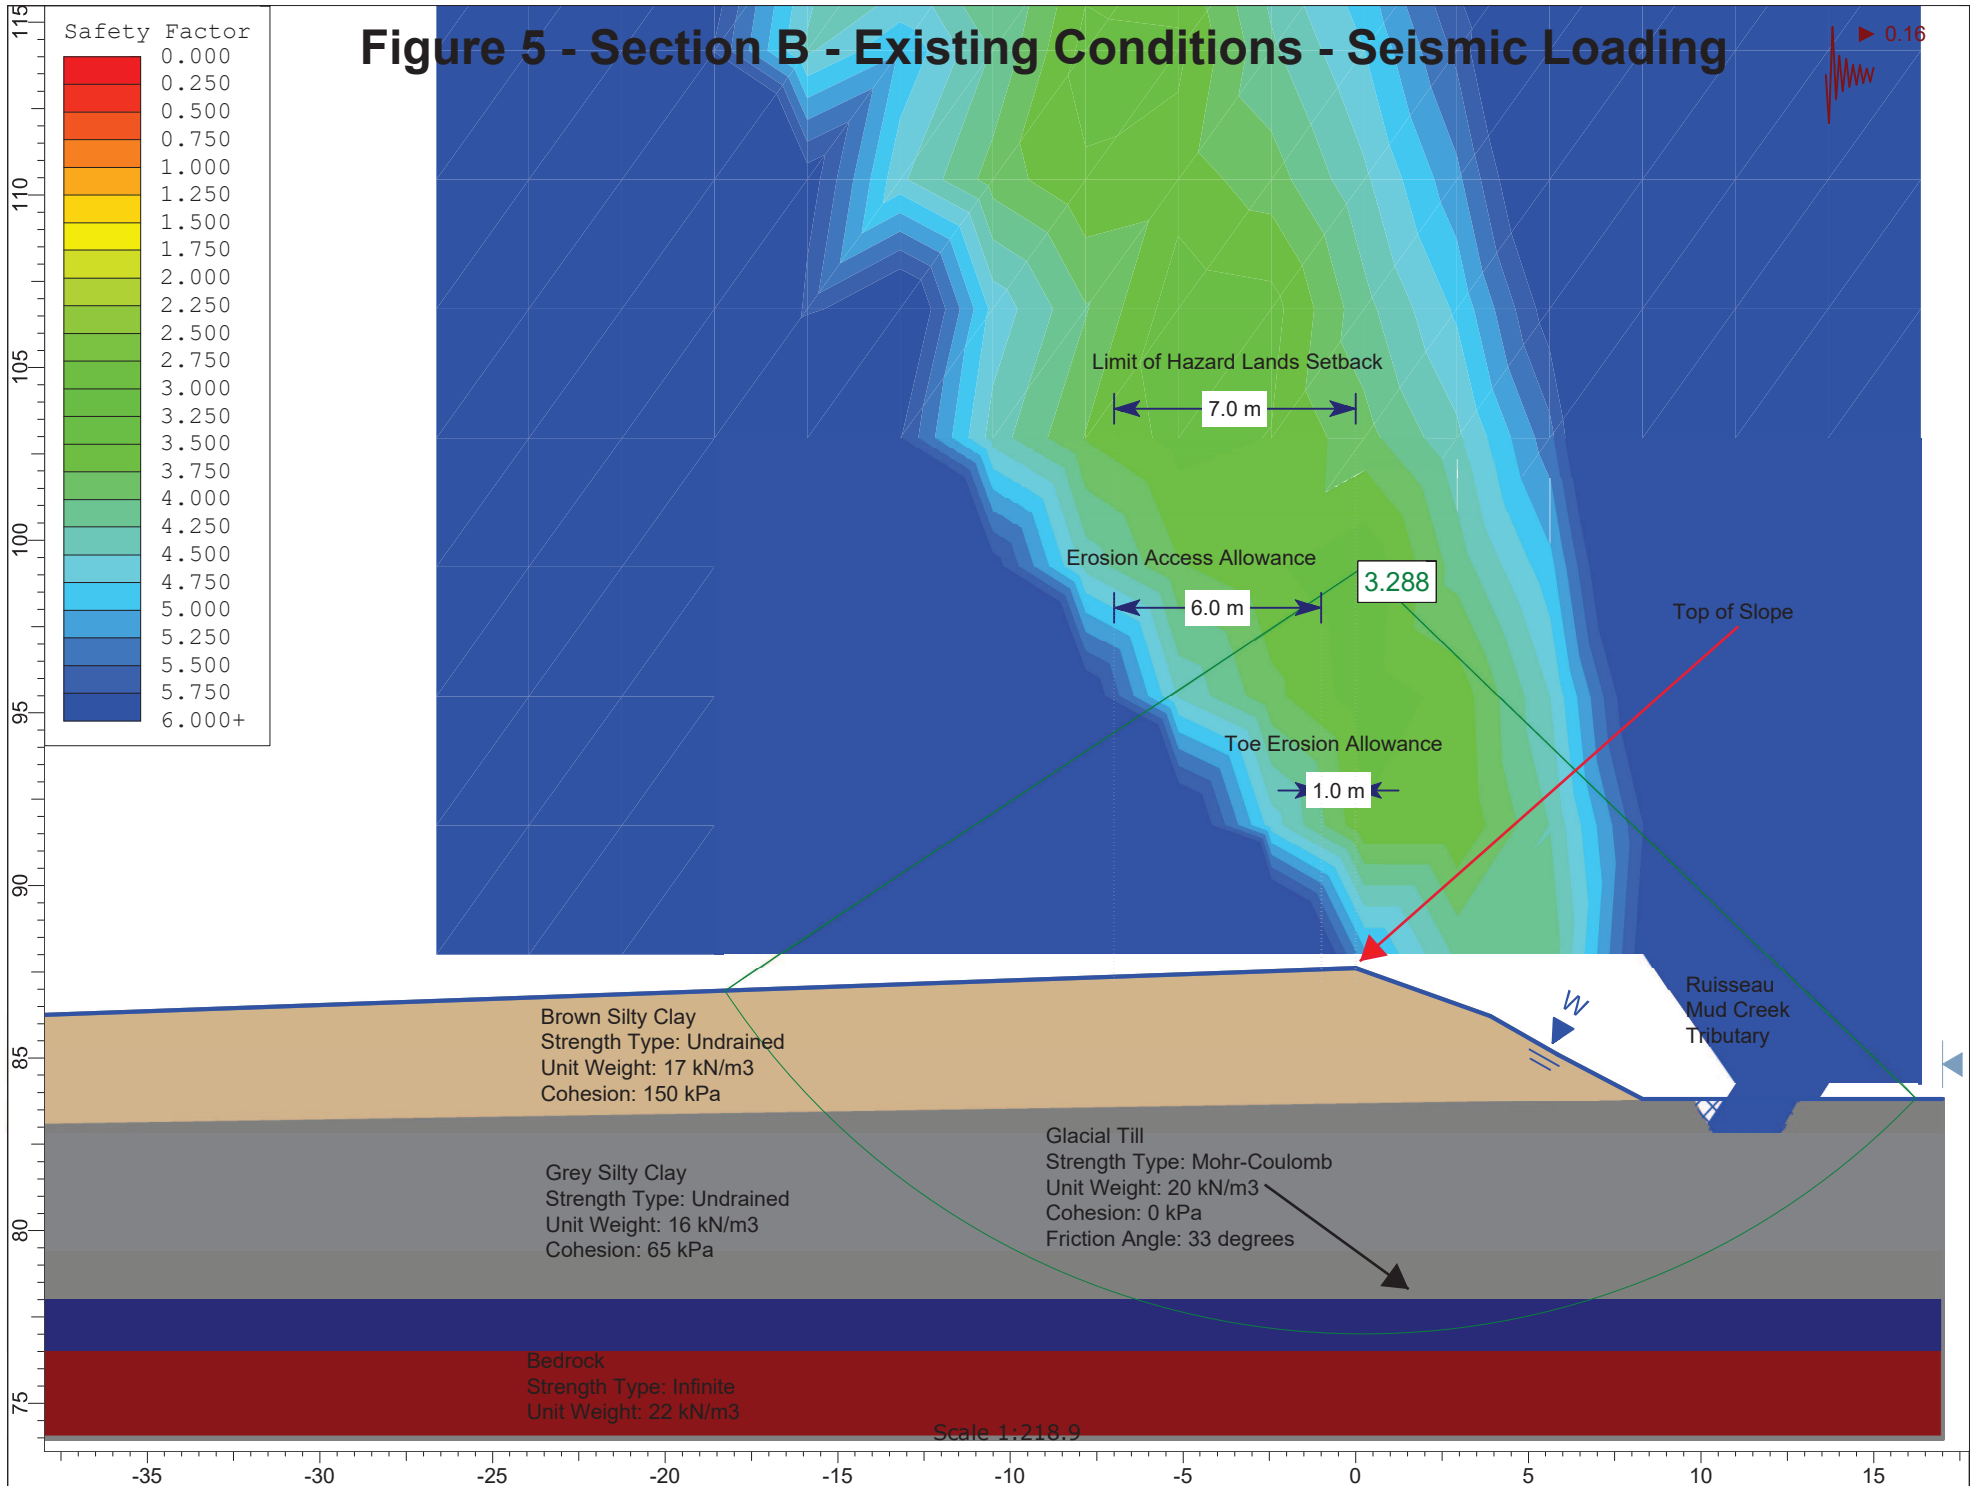 Figure 5 - Section B - Existing Conditions - Seismic Loading
0.16
Safety Factor
0.000
0.250
0.500
0.750
1.000
1.250
1.500
1.750
2.000
2.250
2.500
2.750
3.000
3.250
3.500
3.750
4.000
4.250
4.500
4.750
5.000
5.250
5.500
5.750
6.000+
115
110
105
100
95
90
85
80
75
Limit of Hazard Lands Setback
7.0 m
Erosion Access Allowance
6.0 m
3.288
Top of Slope
Toe Erosion Allowance
1.0 m
W
Ruisseau
Mud Creek
Tributary
Brown Silty Clay
Strength Type: Undrained
Unit Weight: 17 kN/m3
Cohesion: 150 kPa
Glacial Till
Strength Type: Mohr-Coulomb
Unit Weight: 20 kN/m3
Cohesion: 0 kPa
Friction Angle: 33 degrees
Grey Silty Clay
Strength Type: Undrained
Unit Weight: 16 kN/m3
Cohesion: 65 kPa
Bedrock
Strength Type: Infinite
Unit Weight: 22 kN/m3
Scale 1:218.9
-35 -30 -25 -20 -15 -10 -5 0 5 10 15